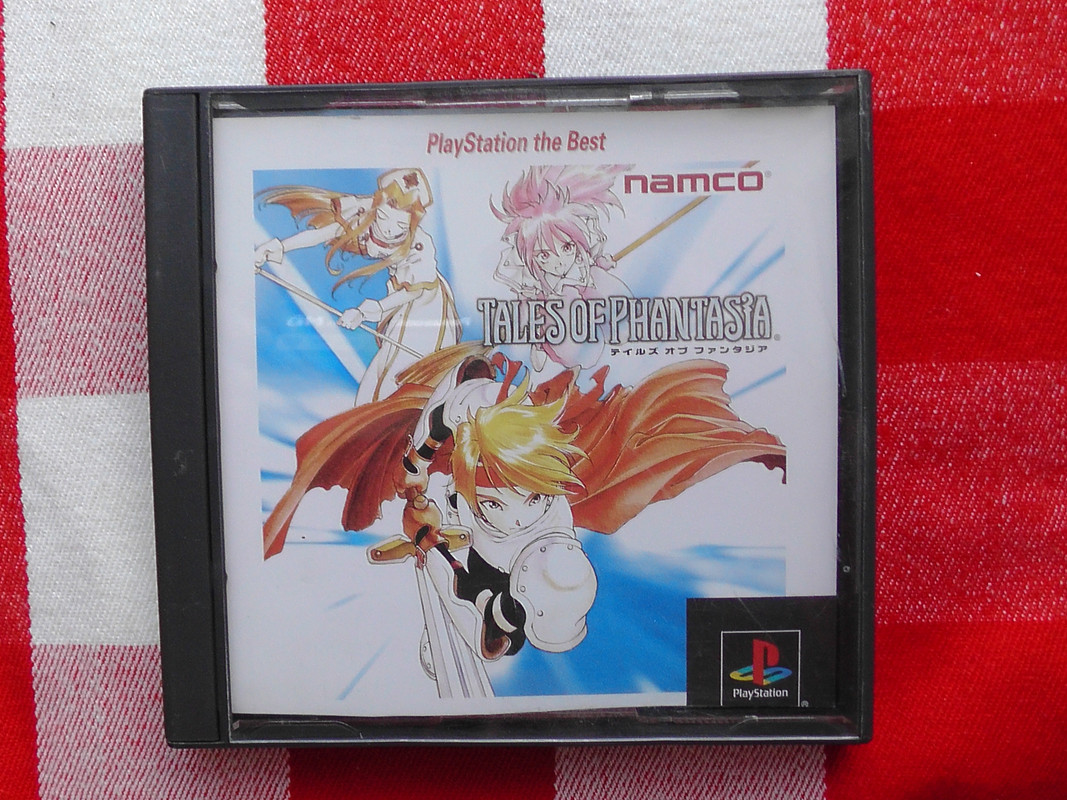 PlayStation the Best
namco®
TALES OF PHANTASIA®
テイルズ オブ ファンタジア
PlayStation®